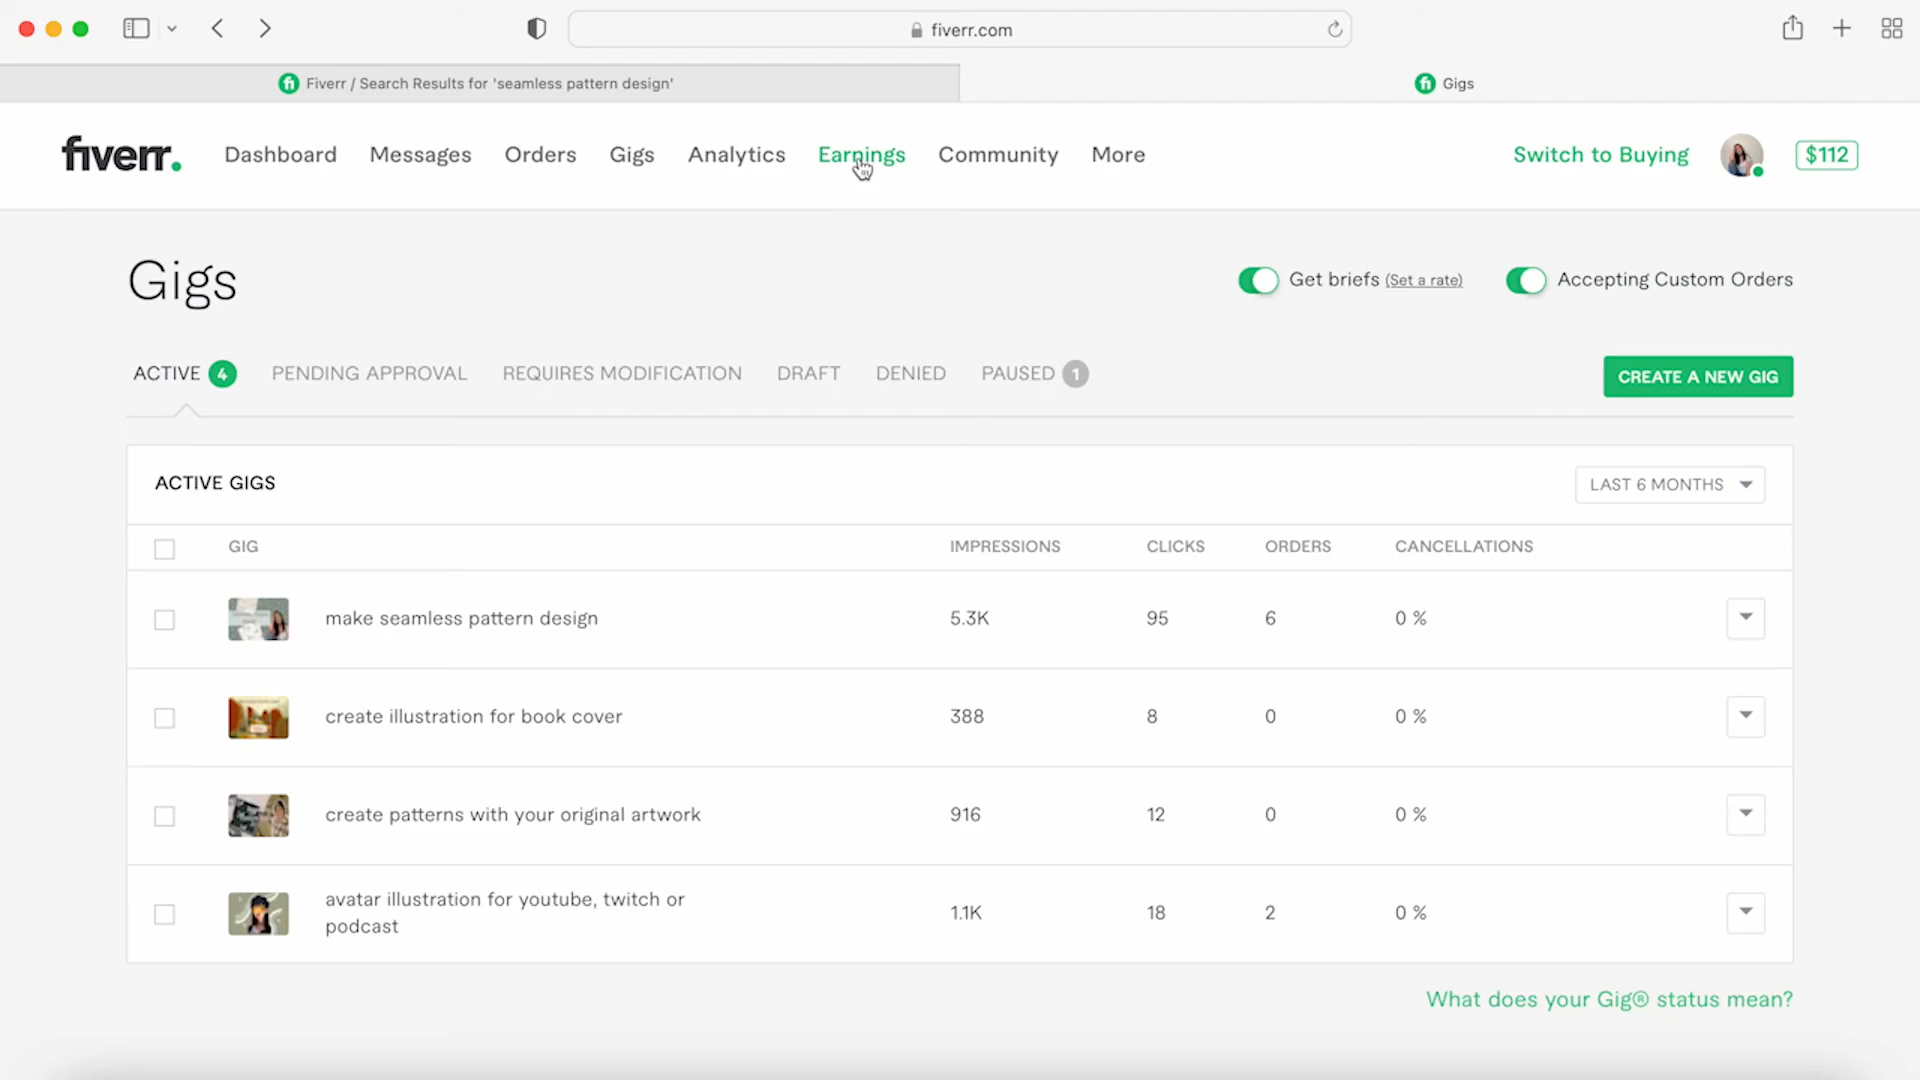 fiverr.com
Fiverr / Search Results for 'seamless pattern design'
Gigs
fiverr.
Dashboard Messages Orders Gigs Analytics Earnings Community More Switch to Buying $112
Gigs
Get briefs (Set a rate) Accepting Custom Orders
ACTIVE 4 PENDING APPROVAL REQUIRES MODIFICATION DRAFT DENIED PAUSED 1
CREATE A NEW GIG
ACTIVE GIGS
LAST 6 MONTHS
GIG IMPRESSIONS CLICKS ORDERS CANCELLATIONS
make seamless pattern design 5.3K 95 6 0 %
create illustration for book cover 388 8 0 0 %
create patterns with your original artwork 916 12 0 0 %
avatar illustration for youtube, twitch or
podcast
1.1K 18 2 0 %
What does your Gig® status mean?